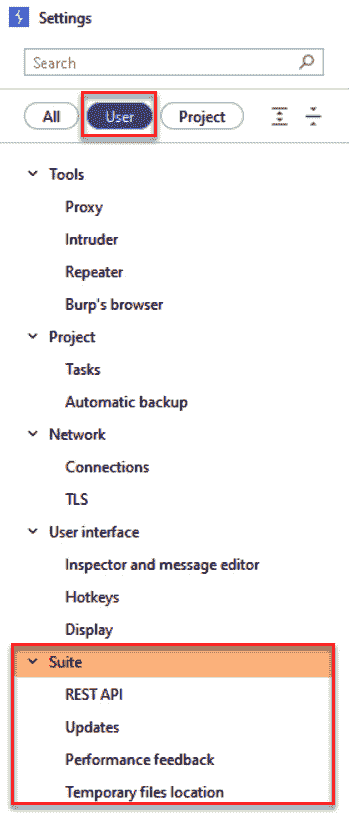 Settings
Search
All User Project
Tools
Proxy
Intruder
Repeater
Burp's browser
Project
Tasks
Automatic backup
Network
Connections
TLS
User interface
Inspector and message editor
Hotkeys
Display
Suite
REST API
Updates
Performance feedback
Temporary files location